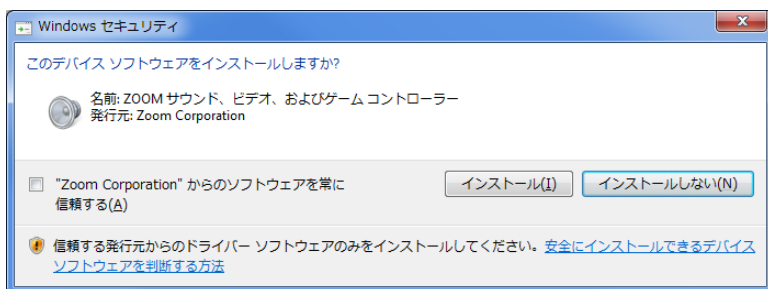 Windows セキュリティ
このデバイス ソフトウェアをインストールしますか?
名前: ZOOM サウンド、ビデオ、およびゲーム コントローラー
発行元: Zoom Corporation
"Zoom Corporation" からのソフトウェアを常に
信頼する(A)
インストール(I)
インストールしない(N)
信頼する発行元からのドライバー ソフトウェアのみをインストールしてください。安全にインストールできるデバイス
ソフトウェアを判断する方法